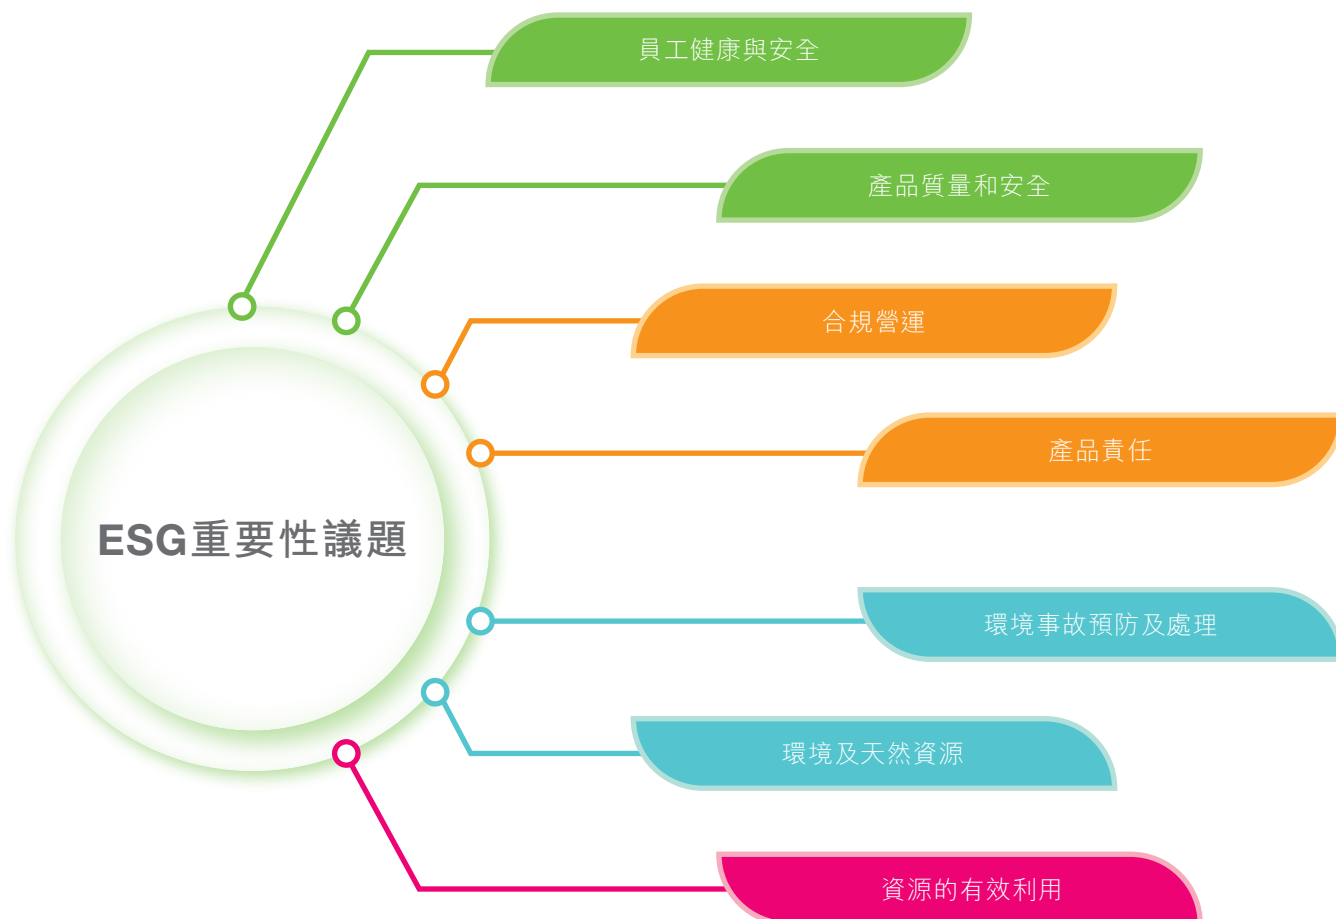 員工健康與安全
產品質量和安全
合規營運
產品責任
ESG重要性議題
環境事故預防及處理
環境及天然資源
資源的有效利用